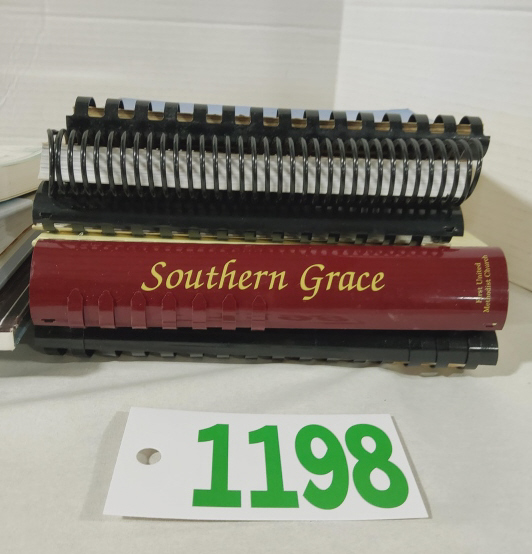 Southern Grace
First United
Methodist Church
1198